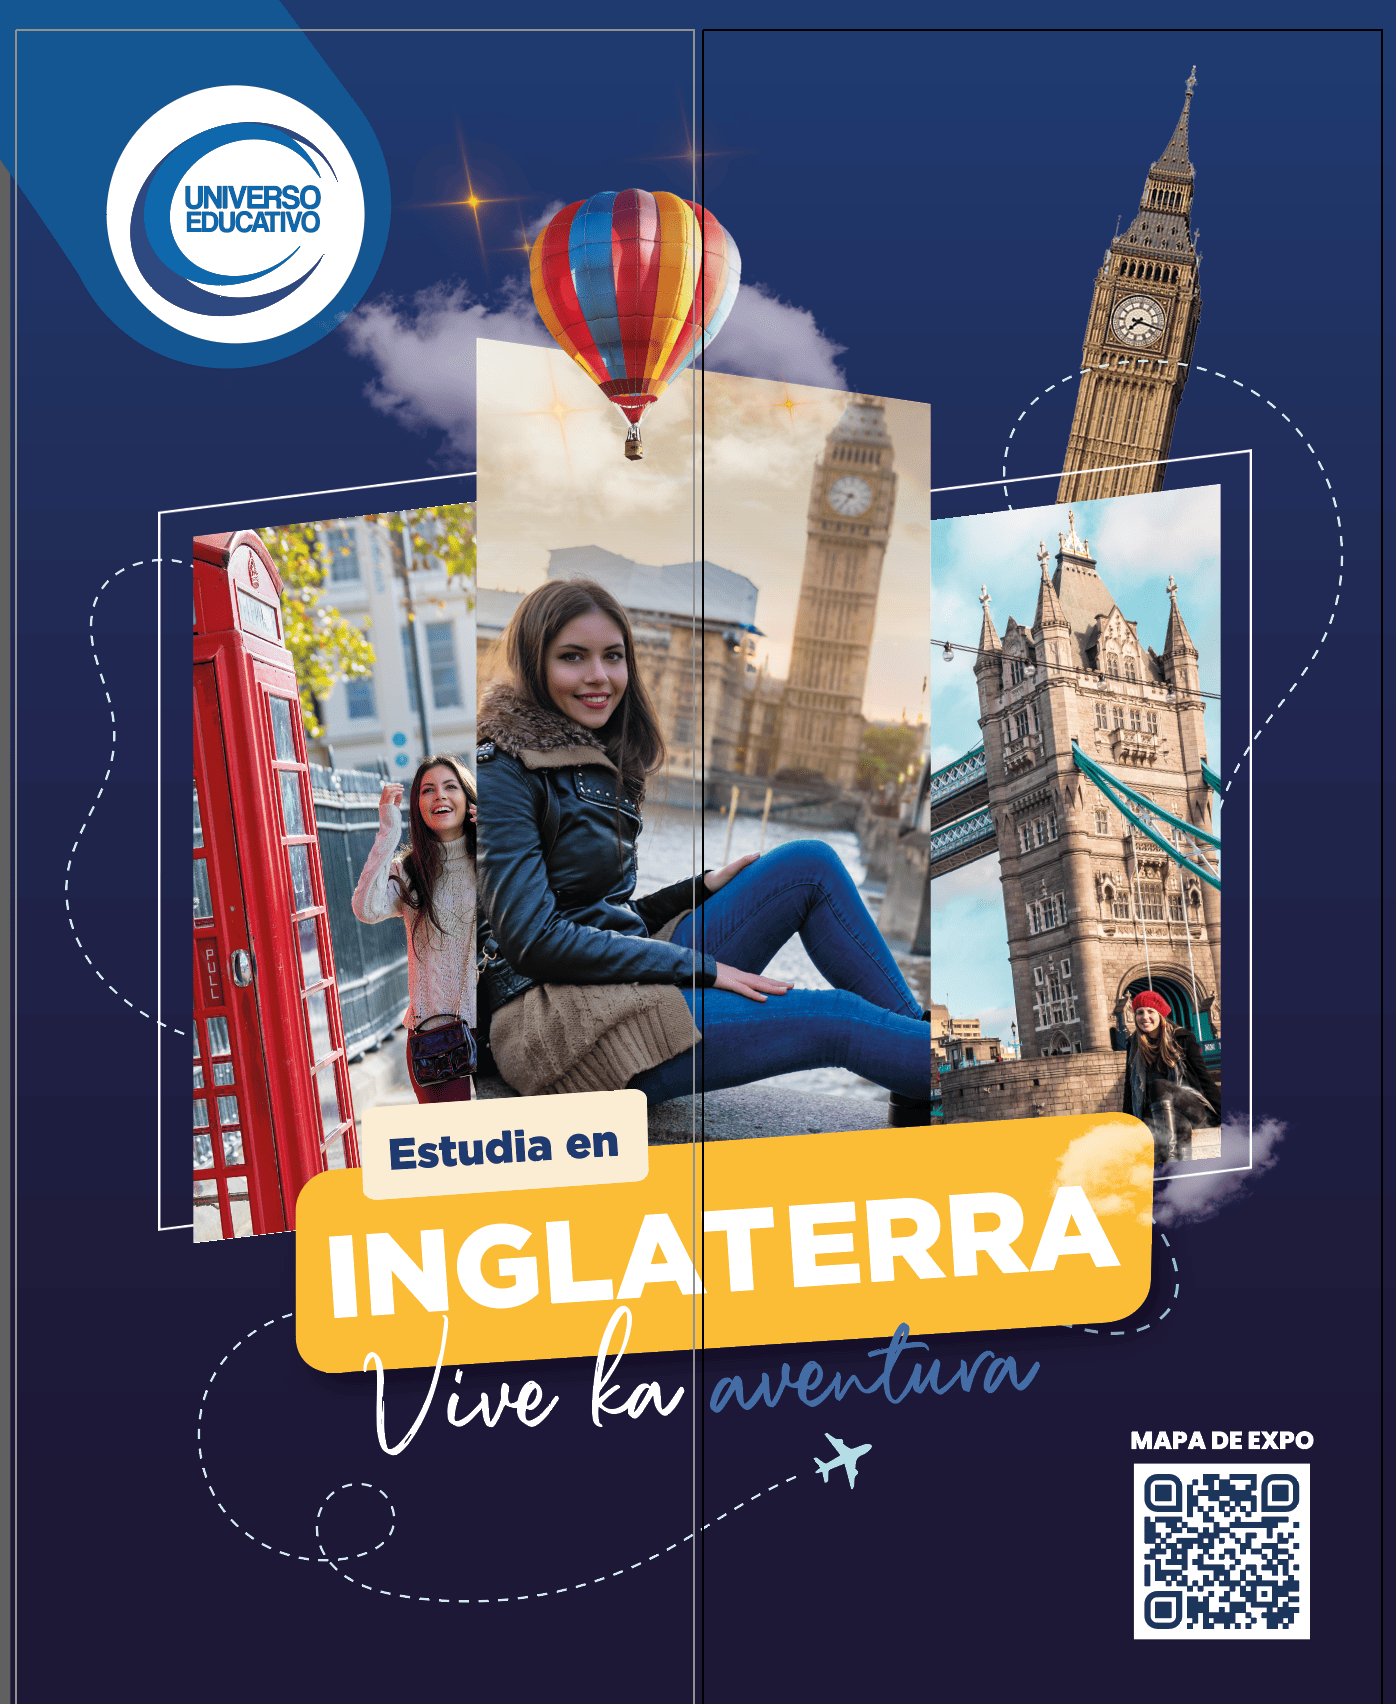 UNIVERSO
EDUCATIVO
PULL
Estudia en
INGLATERRA
Vive ka aventura
MAPA DE EXPO